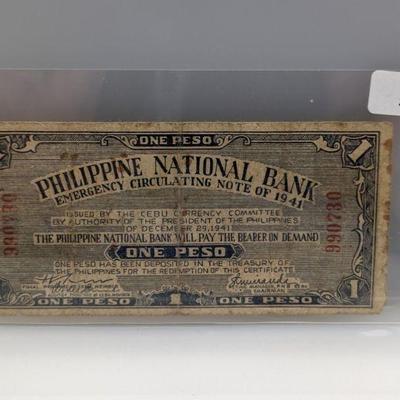 ONE PESO
PHILIPPINE NATIONAL BANK
EMERGENCY CIRCULATING NOTE OF 1941
ISSUED BY THE CEBU CURRENCY COMMITTEE
BY AUTHORITY OF THE PRESIDENT OF THE PHILIPPINES
OF DECEMBER 29, 1941
THE PHILIPPINE NATIONAL BANK WILL PAY THE BEARER ON DEMAND
ONE PESO
ONE PESO HAS BEEN DEPOSITED IN THE TREASURY OF
THE PHILIPPINES FOR THE REDEMPTION OF THIS CERTIFICATE
990730
1
1
ONE PESO
1
ONE PESO